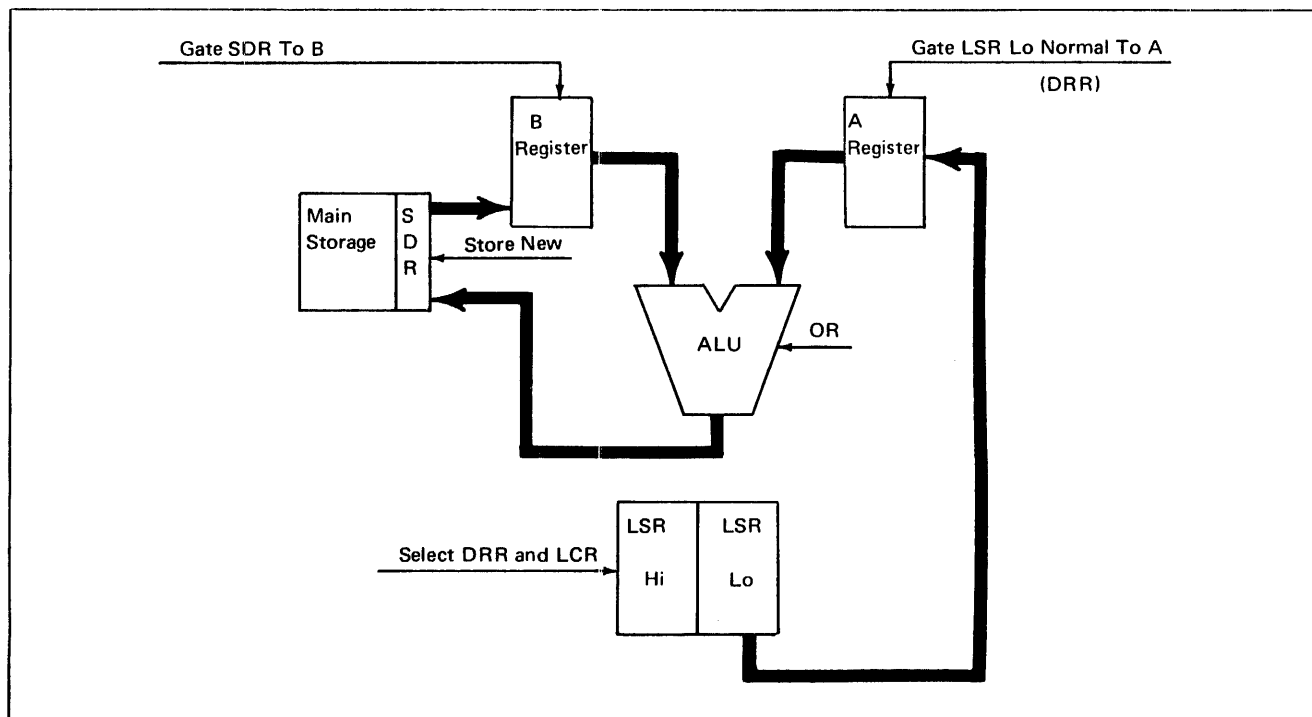 Gate SDR To B
Gate LSR Lo Normal To A
(DRR)
B
Register
A
Register
Main
Storage
S
D
R
Store New
ALU
OR
LSR
Hi
LSR
Lo
Select DRR and LCR